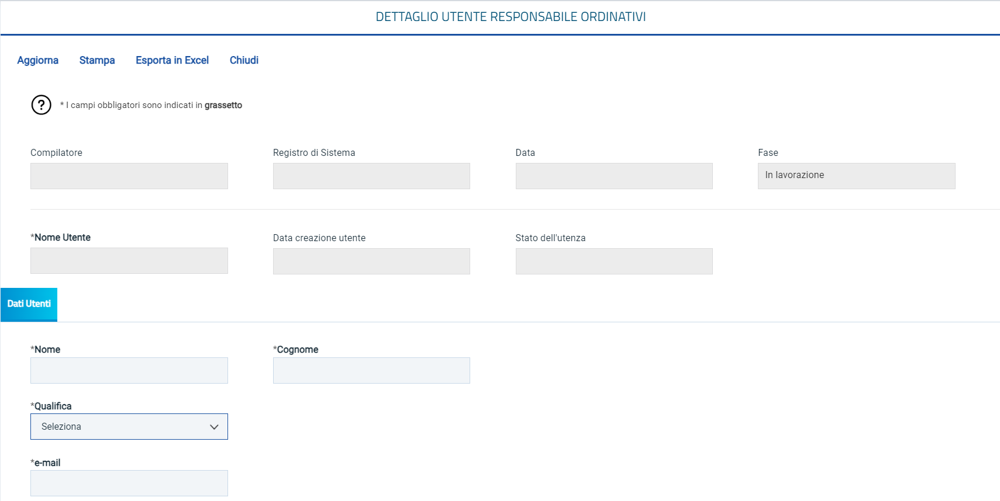 DETTAGLIO UTENTE RESPONSABILE ORDINATIVI
Aggiorna Stampa Esporta in Excel Chiudi
? * I campi obbligatori sono indicati in grassetto
Compilatore Registro di Sistema Data Fase
In lavorazione
*Nome Utente Data creazione utente Stato dell'utenza
Dati Utenti
*Nome *Cognome
*Qualifica
Seleziona
*e-mail